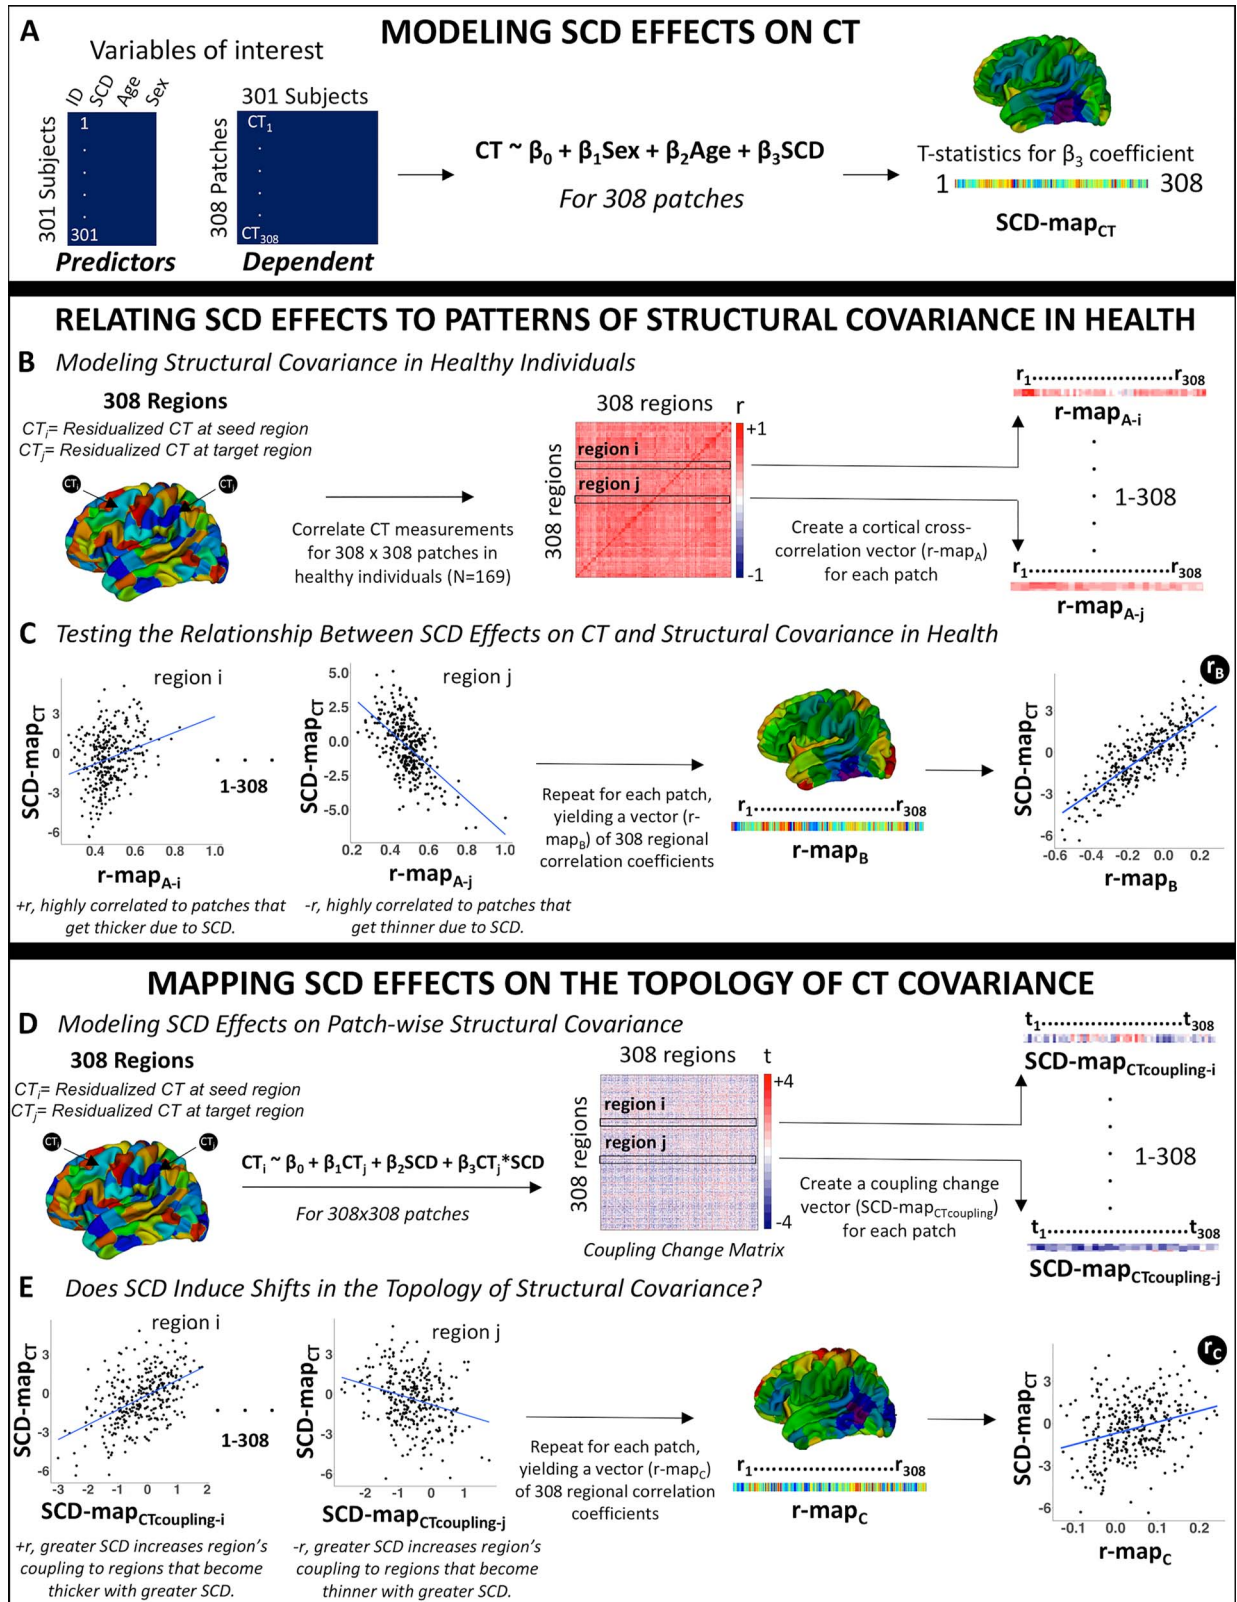 A
MODELING SCD EFFECTS ON CT
Variables of interest
ID SCD Age Sex
301 Subjects
1
301
Predictors
301 Subjects
308 Patches
CT1
CT308
Dependent
CT ~ β0 + β1Sex + β2Age + β3SCD
For 308 patches
T-statistics for β3 coefficient
1 308
SCD-mapCT
RELATING SCD EFFECTS TO PATTERNS OF STRUCTURAL COVARIANCE IN HEALTH
B Modeling Structural Covariance in Healthy Individuals
308 Regions
CTi= Residualized CT at seed region
CTj= Residualized CT at target region
CTi CTj
Correlate CT measurements
for 308 x 308 patches in
healthy individuals (N=169)
308 regions r
308 regions
region i
region j
+1
-1
Create a cortical cross-
correlation vector (r-mapA)
for each patch
r1........................r308
r-mapA-i
1-308
r1........................r308
r-mapA-j
C Testing the Relationship Between SCD Effects on CT and Structural Covariance in Health
region i
SCD-mapCT
3
0
-3
-6
0.4 0.6 0.8 1.0
r-mapA-i
+r, highly correlated to patches that
get thicker due to SCD.
. . .
1-308
region j
SCD-mapCT
5.0
2.5
0.0
-2.5
-5.0
0.2 0.4 0.6 0.8 1.0
r-mapA-j
-r, highly correlated to patches that
get thinner due to SCD.
Repeat for each patch,
yielding a vector (r-
mapB) of 308 regional
correlation coefficients
r1........................r308
r-mapB
rB
SCD-mapCT
3
0
-3
-6
-0.6 -0.4 -0.2 0.0 0.2
r-mapB
MAPPING SCD EFFECTS ON THE TOPOLOGY OF CT COVARIANCE
D Modeling SCD Effects on Patch-wise Structural Covariance
308 Regions
CTi= Residualized CT at seed region
CTj= Residualized CT at target region
CTi CTj
CTi ~ β0 + β1CTj + β2SCD + β3CTj*SCD
For 308x308 patches
308 regions t
308 regions
region i
region j
+4
-4
Coupling Change Matrix
Create a coupling change
vector (SCD-mapCTcoupling)
for each patch
t1........................t308
SCD-mapCTcoupling-i
1-308
t1........................t308
SCD-mapCTcoupling-j
E Does SCD Induce Shifts in the Topology of Structural Covariance?
region i
SCD-mapCT
3
0
-3
-6
-3 -2 -1 0 1 2
SCD-mapCTcoupling-i
+r, greater SCD increases region's
coupling to regions that become
thicker with greater SCD.
. . .
1-308
region j
SCD-mapCT
3
0
-3
-6
-2 -1 0 1
SCD-mapCTcoupling-j
-r, greater SCD increases region's
coupling to regions that become
thinner with greater SCD.
Repeat for each patch,
yielding a vector (r-mapC)
of 308 regional correlation
coefficients
r1........................r308
r-mapC
rC
SCD-mapCT
3
0
-3
-6
-0.1 0.0 0.1 0.2
r-mapC